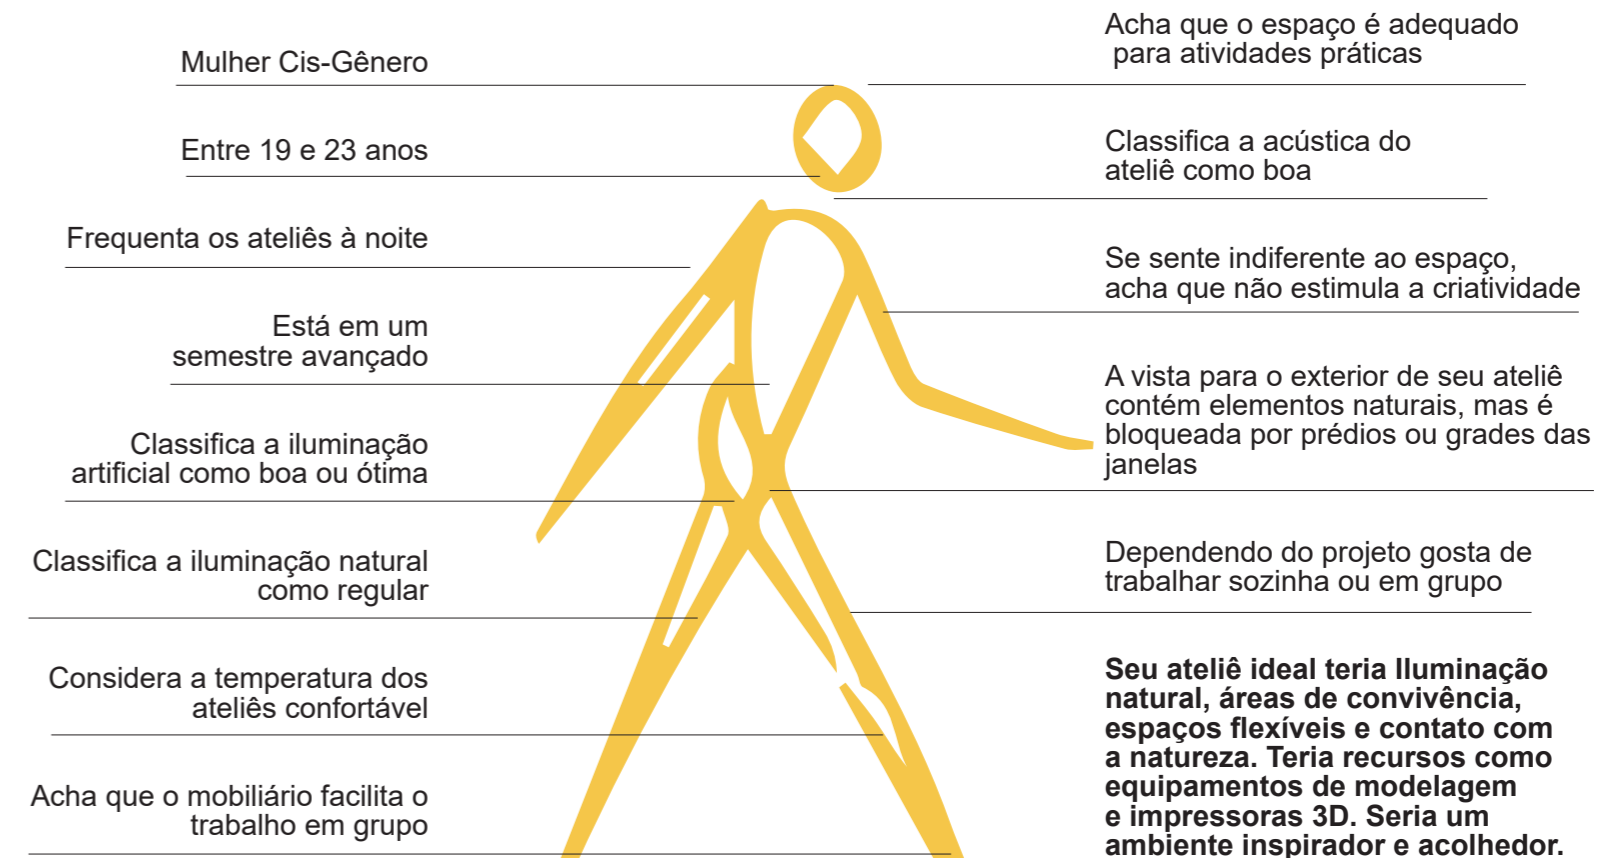 Mulher Cis-Gênero
Entre 19 e 23 anos
Frequenta os ateliês à noite
Está em um
semestre avançado
Classifica a iluminação
artificial como boa ou ótima
Classifica a iluminação natural
como regular
Considera a temperatura dos
ateliês confortável
Acha que o mobiliário facilita o
trabalho em grupo
Acha que o espaço é adequado
para atividades práticas
Classifica a acústica do
ateliê como boa
Se sente indiferente ao espaço,
acha que não estimula a criatividade
A vista para o exterior de seu ateliê
contém elementos naturais, mas é
bloqueada por prédios ou grades das
janelas
Dependendo do projeto gosta de
trabalhar sozinha ou em grupo
Seu ateliê ideal teria Iluminação
natural, áreas de convivência,
espaços flexíveis e contato com
a natureza. Teria recursos como
equipamentos de modelagem
e impressoras 3D. Seria um
ambiente inspirador e acolhedor.